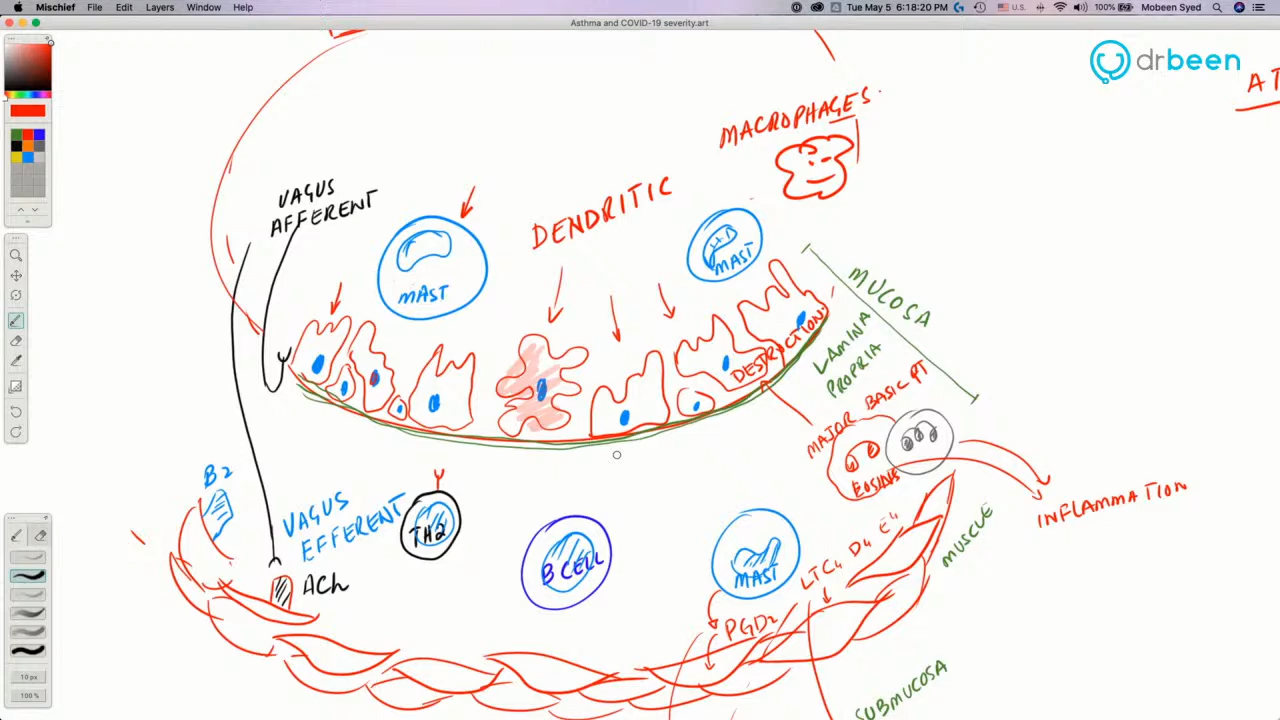 Mischief File Edit Layers Window Help
100% U.S. Tue May 5 6:18:20 PM Mobeen Syed
Asthma and COVID-19 severity.art
drbeen
AT
MACROPHAGES
VAGUS
AFFERENT
DENDRITIC
MAST
MAST
MUCOSA
LAMINA
PROPRIA
DESTRUCTION
MAJOR BASIC PT
EOSINE
INFLAMMATION
B2
VAGUS
EFFERENT
TH2
B CELL
MAST
LTC4 D4 E4
MUSCLE
ACh
PGD2
SUBMUCOSA
10 px
100 %